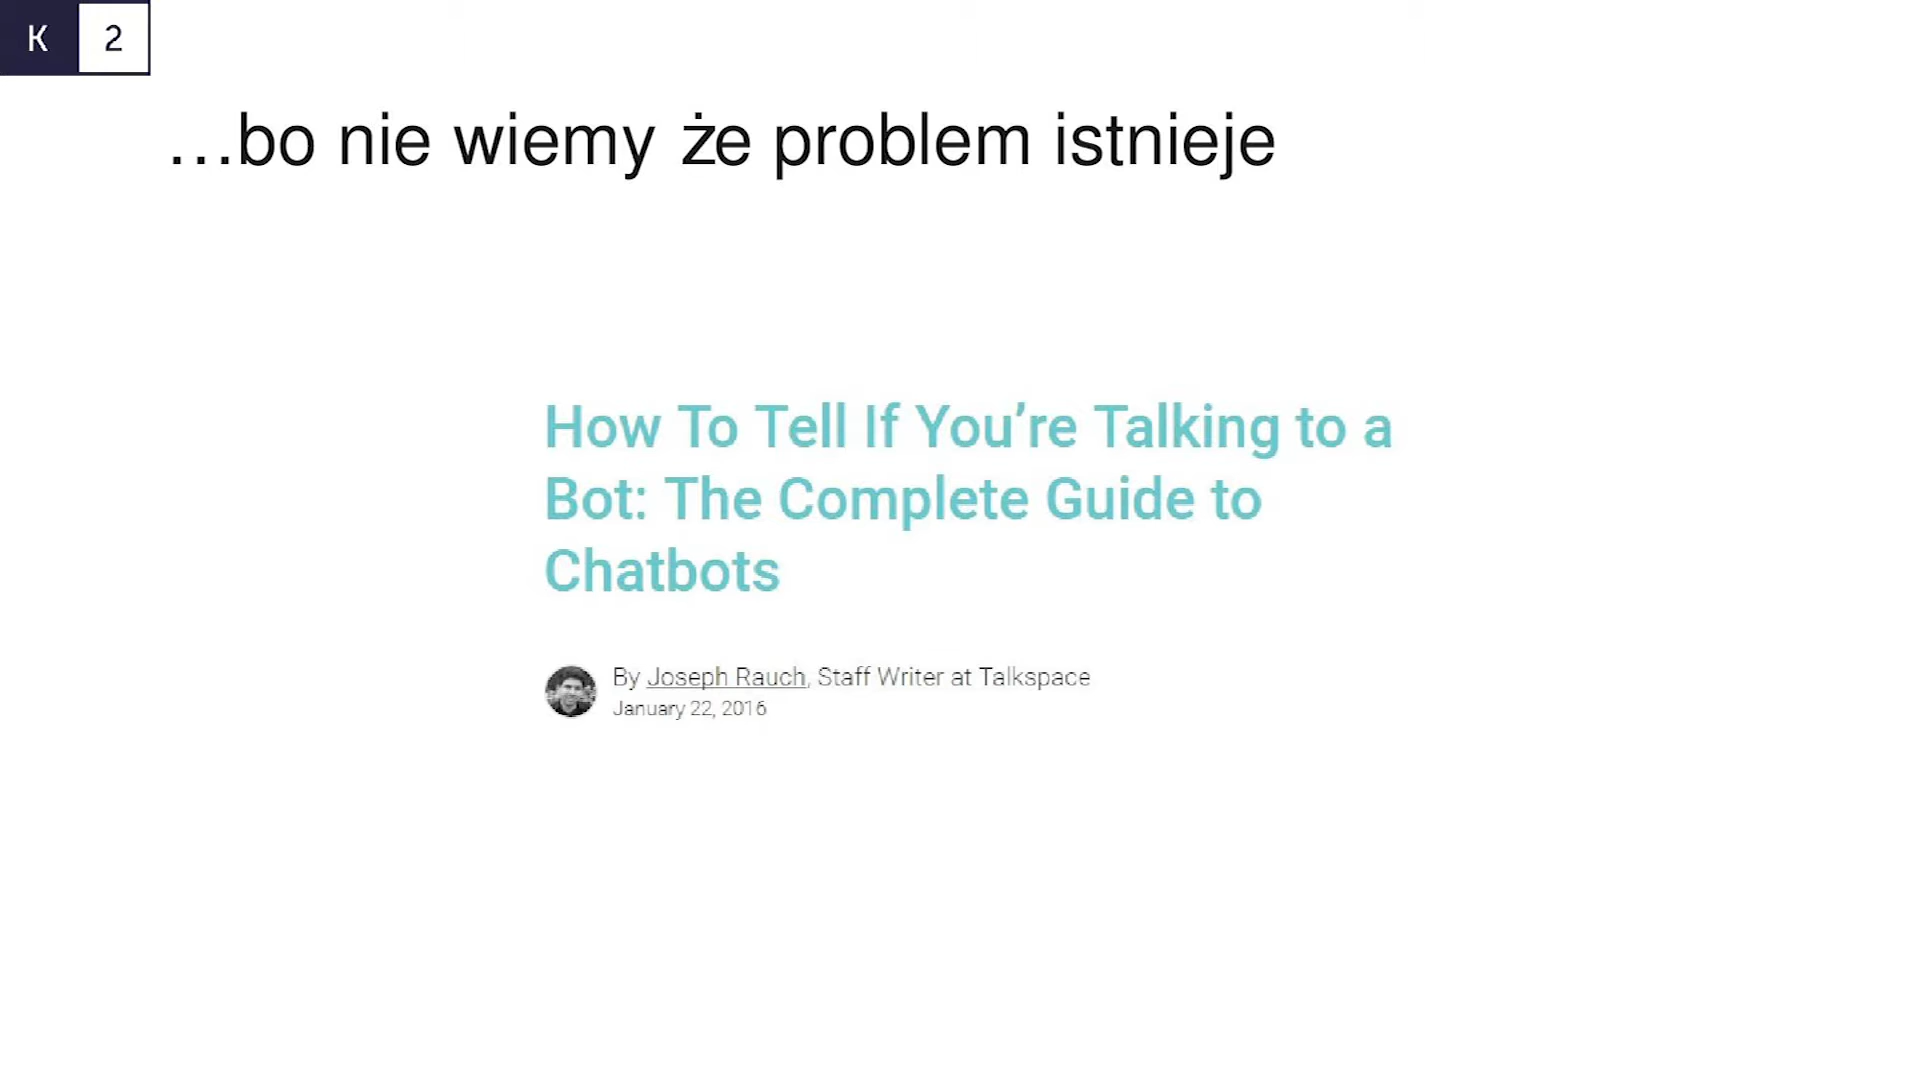 K 2
…bo nie wiemy że problem istnieje
How To Tell If You’re Talking to a
Bot: The Complete Guide to
Chatbots
By Joseph Rauch, Staff Writer at Talkspace
January 22, 2016